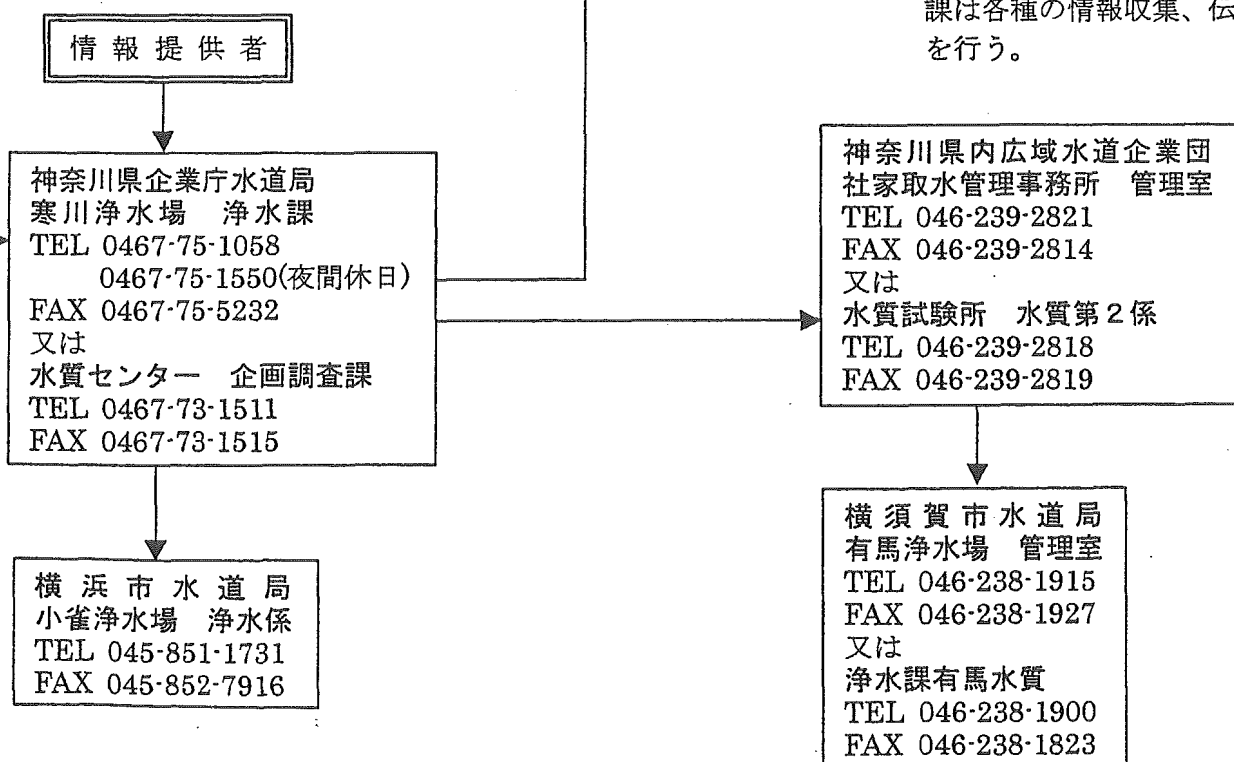 課は各種の情報収集、伝
を行う。
情報提供者
神奈川県企業庁水道局
寒川浄水場　浄水課
TEL 0467-75-1058
0467-75-1550(夜間休日)
FAX 0467-75-5232
又は
水質センター　企画調査課
TEL 0467-73-1511
FAX 0467-73-1515
神奈川県内広域水道企業団
社家取水管理事務所　管理室
TEL 046-239-2821
FAX 046-239-2814
又は
水質試験所　水質第２係
TEL 046-239-2818
FAX 046-239-2819
横浜市水道局
小雀浄水場　浄水係
TEL 045-851-1731
FAX 045-852-7916
横須賀市水道局
有馬浄水場　管理室
TEL 046-238-1915
FAX 046-238-1927
又は
浄水課有馬水質
TEL 046-238-1900
FAX 046-238-1823